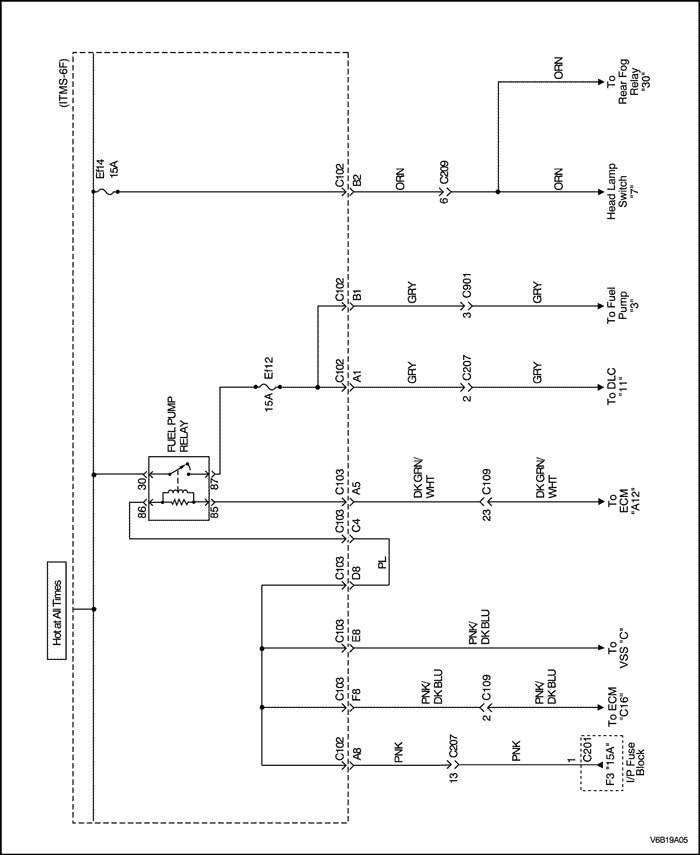 (ITMS-6F)
Hot at All Times
Ef14
15A
C102
B2
ORN
C209
6
ORN
To
Rear Fog
Relay
"30"
ORN
Head Lamp
Switch
"7"
C102
B1
GRY
C901
3
GRY
To Fuel
Pump
"3"
Ef12
15A
C102
A1
GRY
C207
2
GRY
To DLC
"11"
FUEL PUMP
RELAY
30
87
86
85
C103
A5
DK GRN/
WHT
C109
23
DK GRN/
WHT
To
ECM
"A12"
C103
C4
PL
C103
D8
C103
E8
PNK/
DK BLU
To
VSS "C"
C103
F8
PNK/
DK BLU
C109
2
PNK/
DK BLU
To ECM
"C16"
C102
A8
PNK
C207
13
PNK
1
C201
F3 "15A"
I/P Fuse
Block
V6B19A05